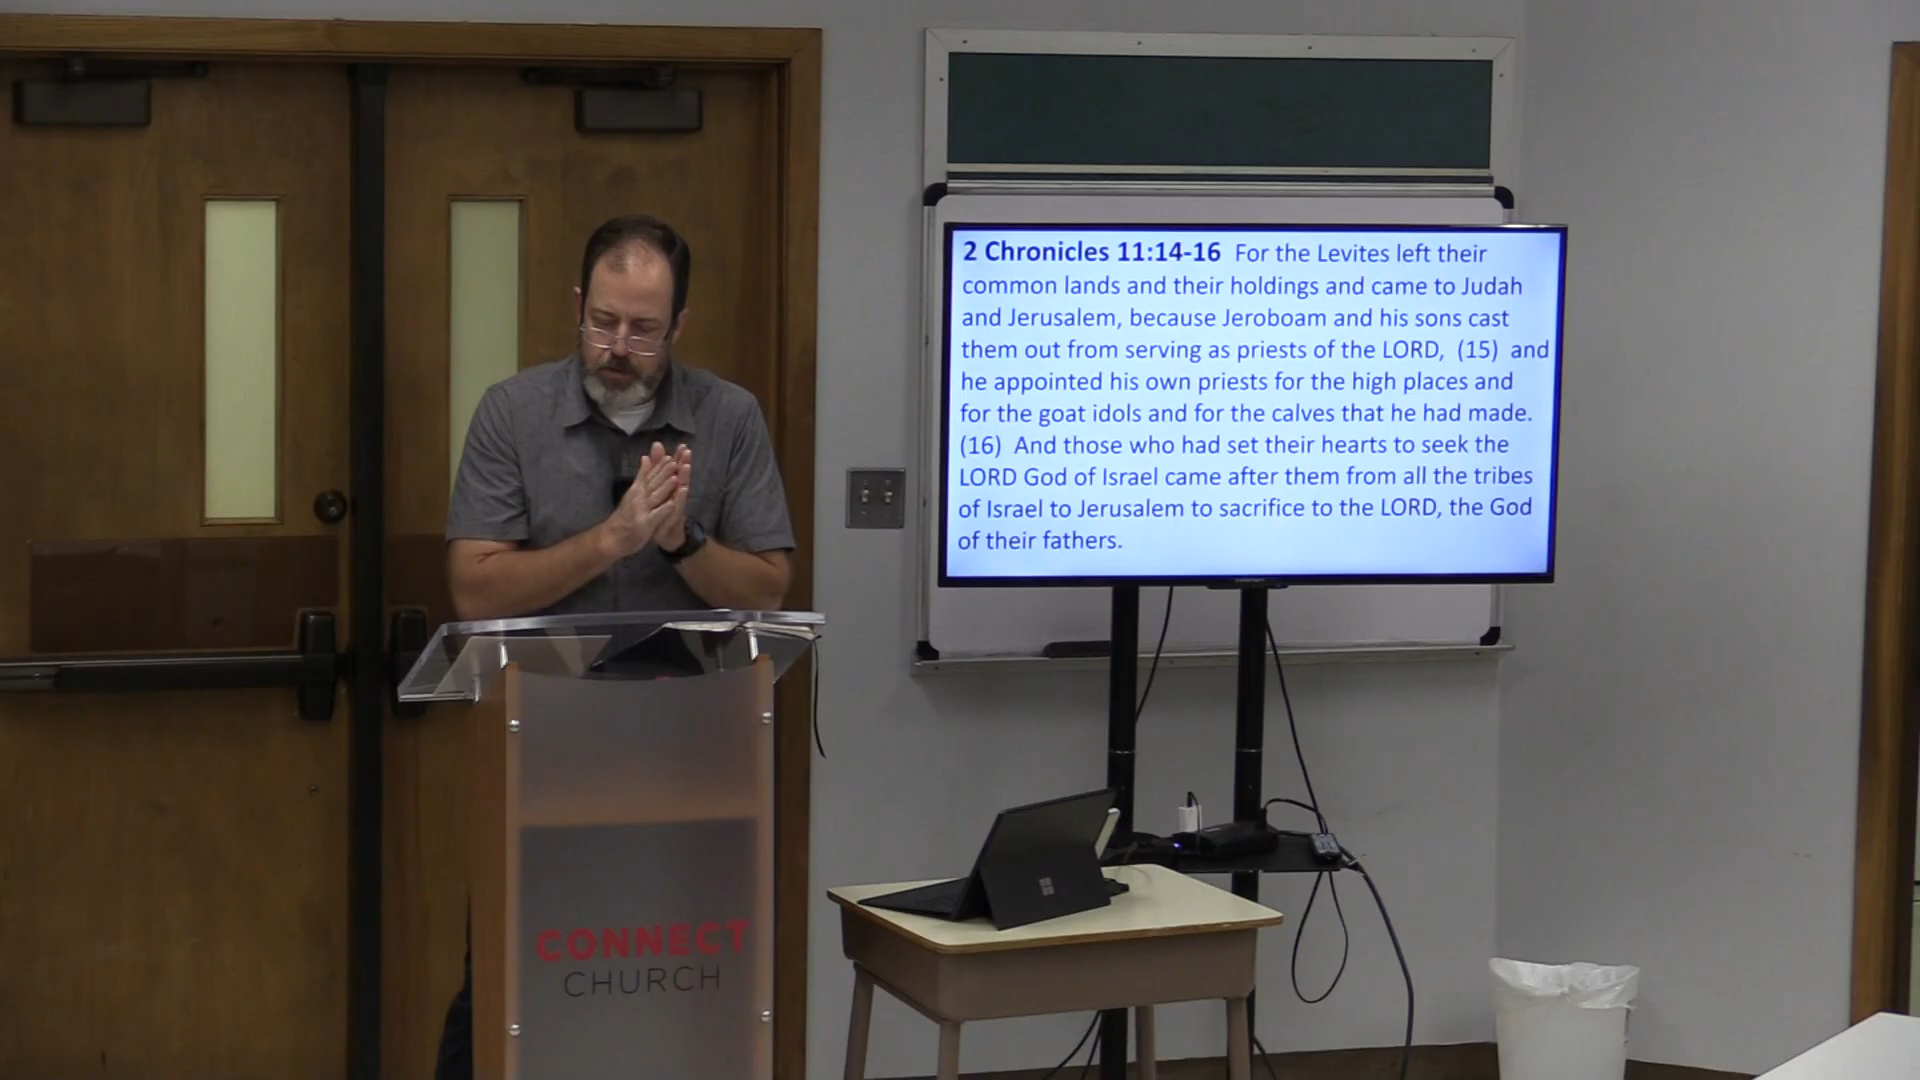 2 Chronicles 11:14-16  For the Levites left their
common lands and their holdings and came to Judah
and Jerusalem, because Jeroboam and his sons cast
them out from serving as priests of the LORD,  (15)  and
he appointed his own priests for the high places and
for the goat idols and for the calves that he had made.
(16)  And those who had set their hearts to seek the
LORD God of Israel came after them from all the tribes
of Israel to Jerusalem to sacrifice to the LORD, the God
of their fathers.
CONNECT
CHURCH